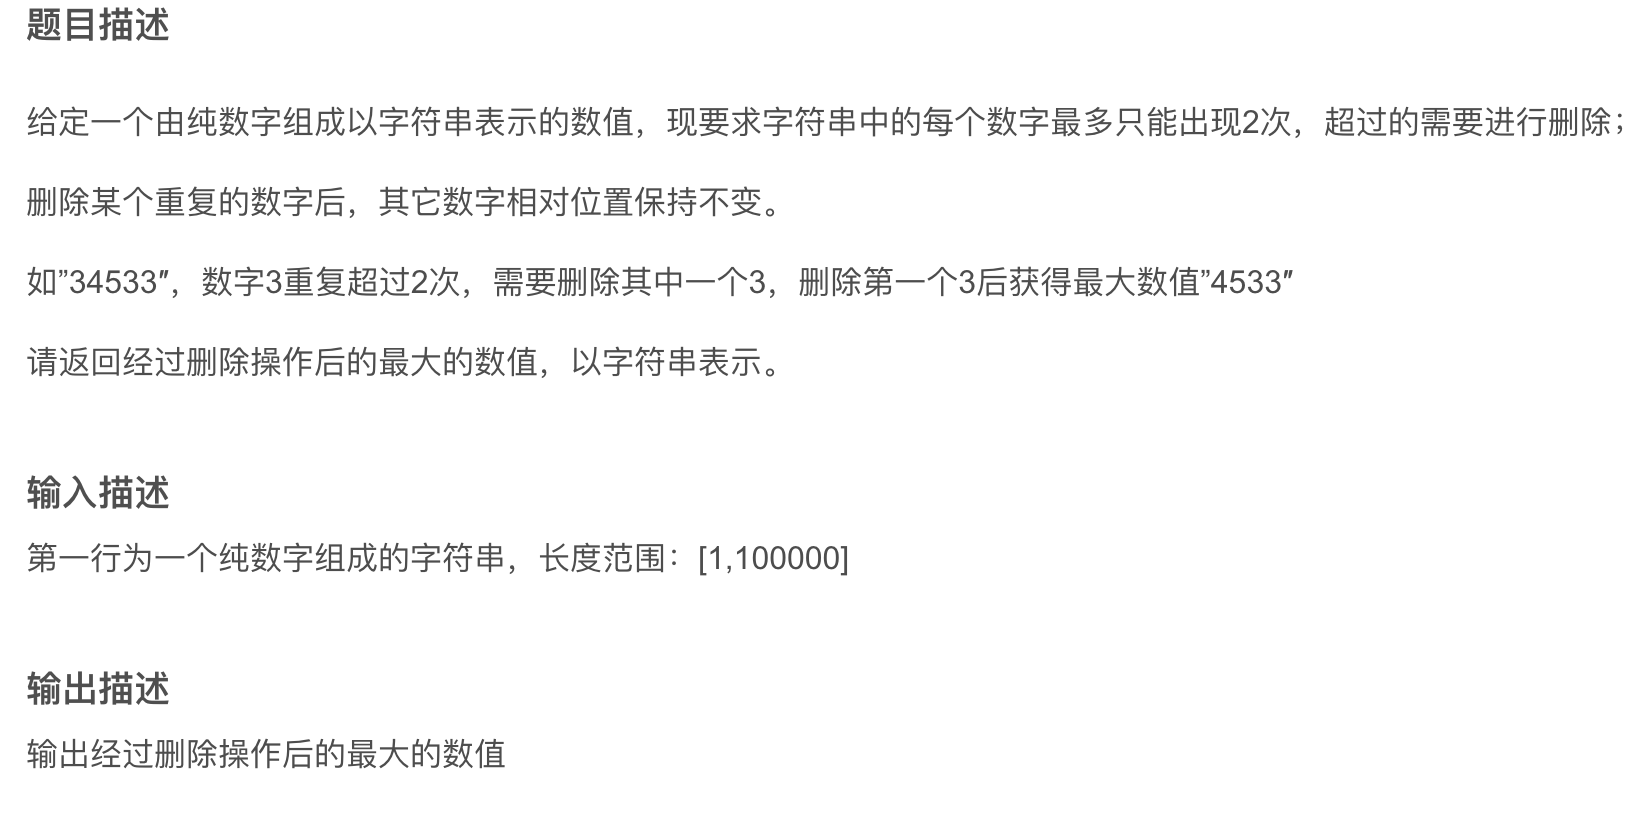 题目描述
给定一个由纯数字组成以字符串表示的数值，现要求字符串中的每个数字最多只能出现2次，超过的需要进行删除；
删除某个重复的数字后，其它数字相对位置保持不变。
如”34533″，数字3重复超过2次，需要删除其中一个3，删除第一个3后获得最大数值”4533″
请返回经过删除操作后的最大的数值，以字符串表示。
输入描述
第一行为一个纯数字组成的字符串，长度范围：[1,100000]
输出描述
输出经过删除操作后的最大的数值